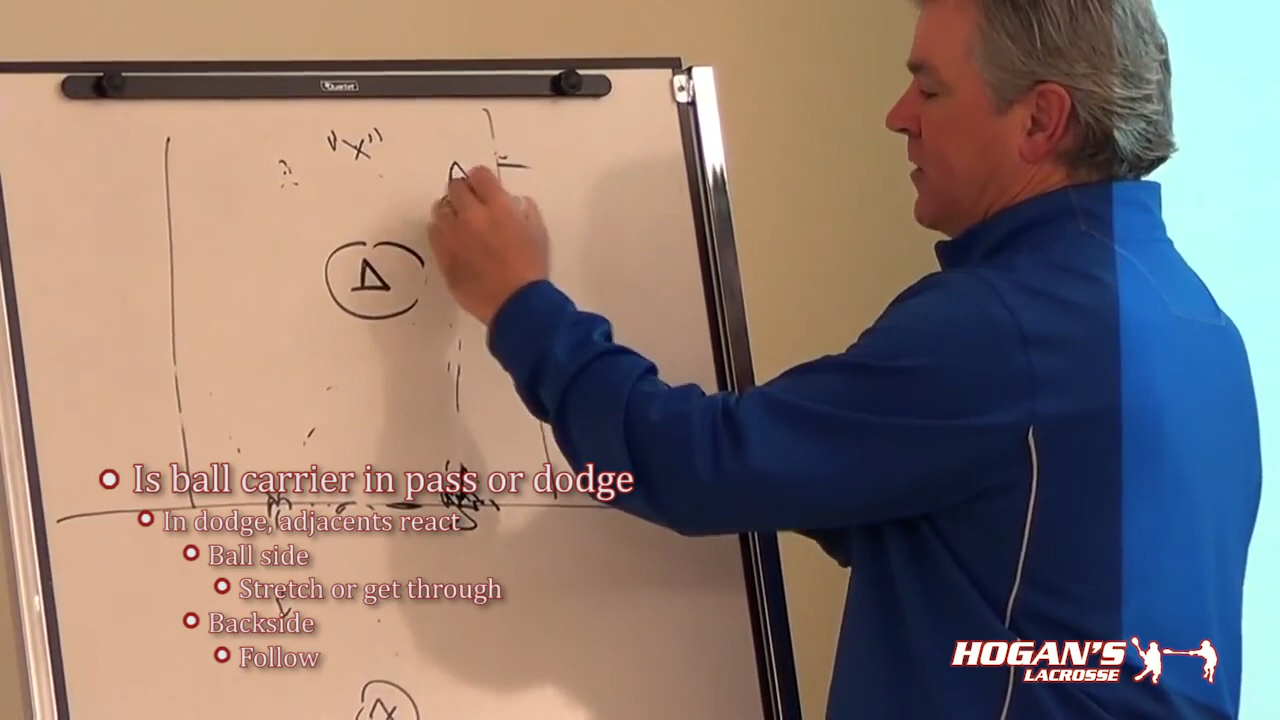 Quartet
"X"
Is ball carrier in pass or dodge
In dodge, adjacents react
Ball side
Stretch or get through
Backside
Follow
HOGAN'S
LACROSSE